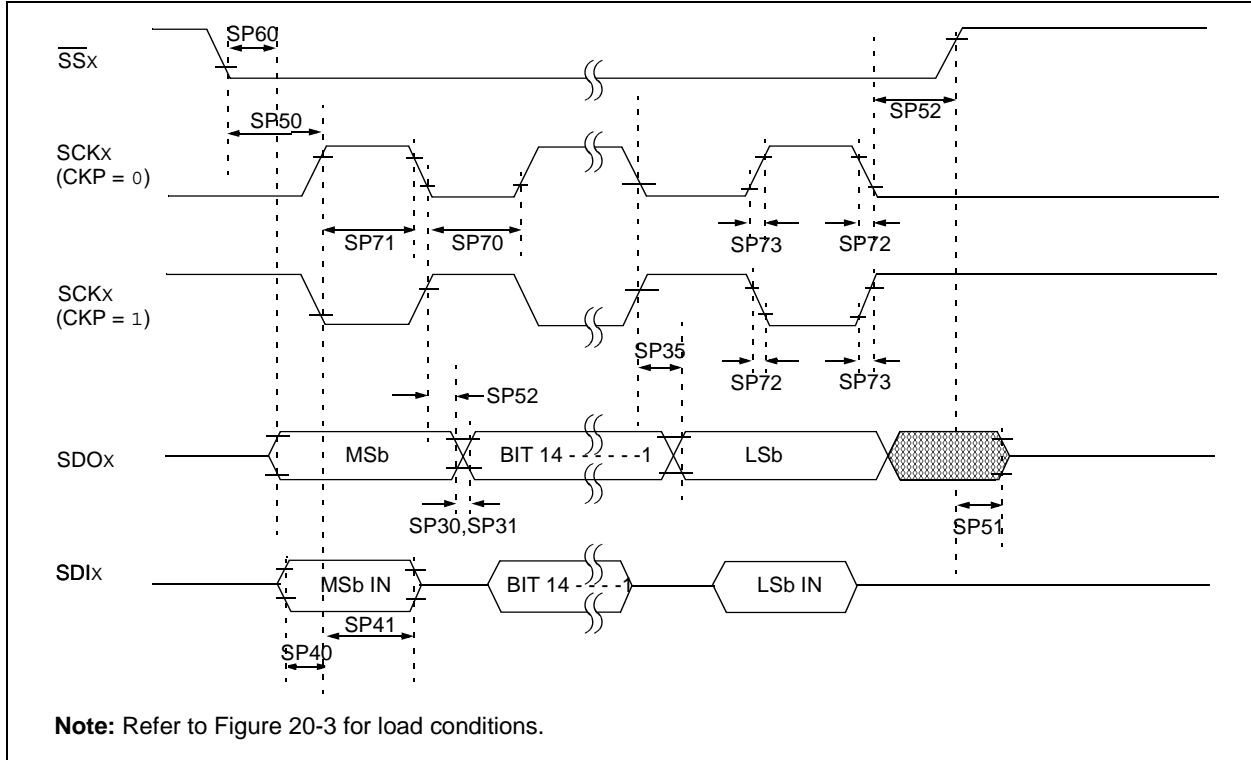 SP60
SSX
SP52
SP50
SCKX
(CKP = 0)
SP71
SP70
SP73
SP72
SCKX
(CKP = 1)
SP35
SP72
SP73
SP52
SDOX
MSb
BIT 14 - - - - - -1
LSb
SP30,SP31
SP51
SDIX
MSb IN
BIT 14 - - - - -1
LSb IN
SP41
SP40
Note: Refer to Figure 20-3 for load conditions.